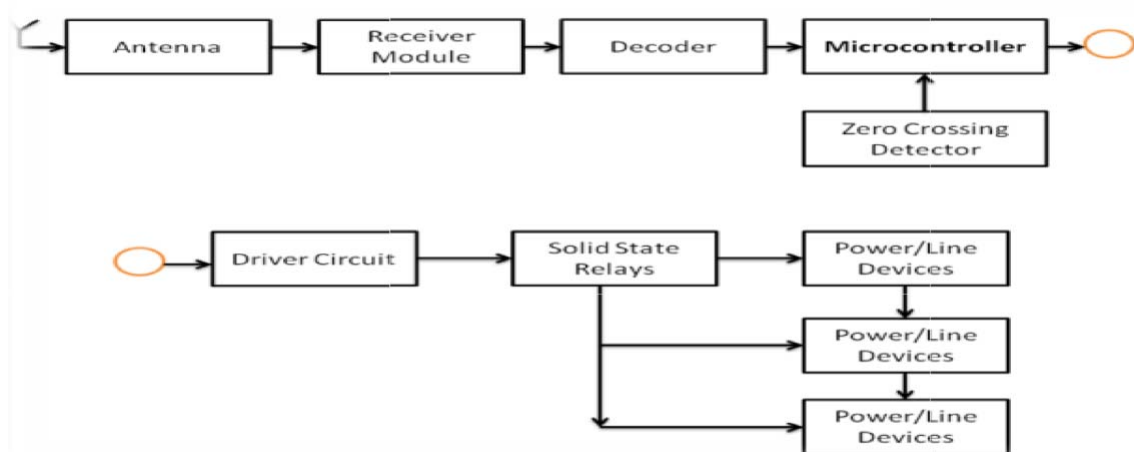 Antenna
Receiver
Module
Decoder
Microcontroller
Zero Crossing
Detector
Driver Circuit
Solid State
Relays
Power/Line
Devices
Power/Line
Devices
Power/Line
Devices